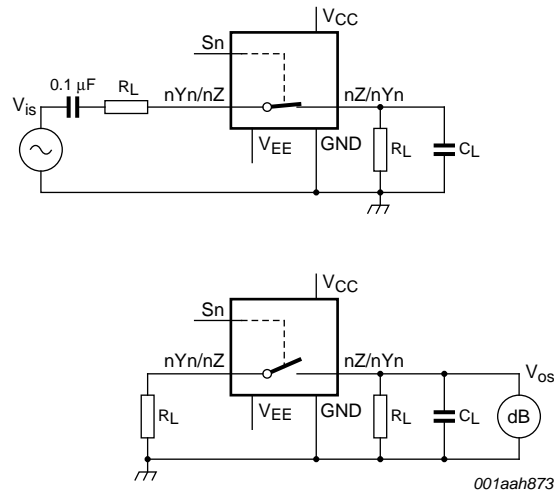 VCC
Sn
0.1 μF
RL
Vis
nYn/nZ
nZ/nYn
RL
CL
VEE
GND
VCC
Sn
nYn/nZ
nZ/nYn
Vos
RL
VEE
GND
RL
CL
dB
001aah873